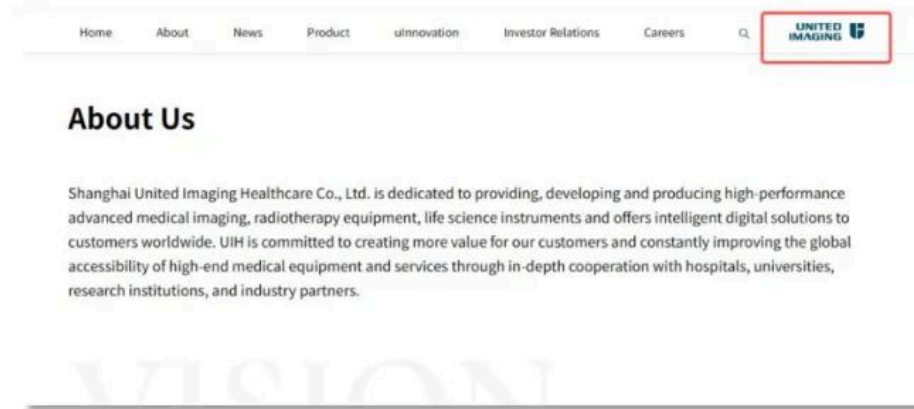 Home About News Product uInnovation Investor Relations Careers UNITED
IMAGING
About Us
Shanghai United Imaging Healthcare Co., Ltd. is dedicated to providing, developing and producing high-performance
advanced medical imaging, radiotherapy equipment, life science instruments and offers intelligent digital solutions to
customers worldwide. UIH is committed to creating more value for our customers and constantly improving the global
accessibility of high-end medical equipment and services through in-depth cooperation with hospitals, universities,
research institutions, and industry partners.
VISION